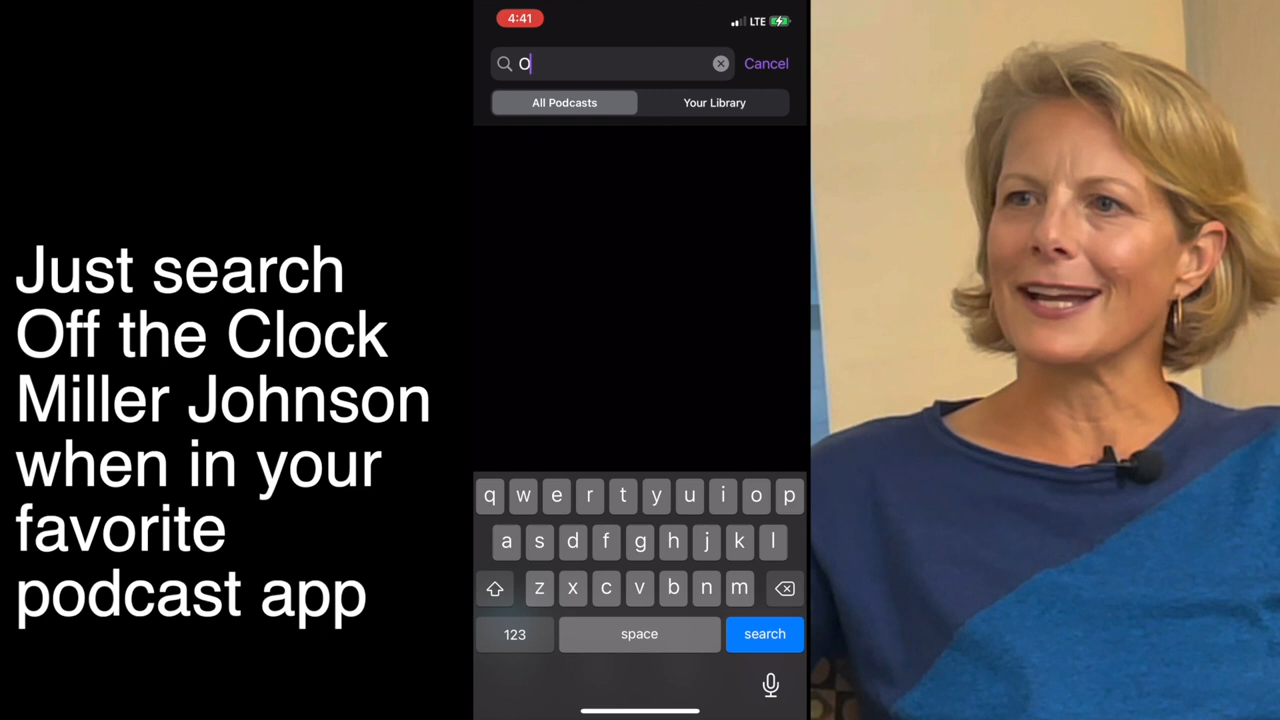 Just search
Off the Clock
Miller Johnson
when in your
favorite
podcast app
4:41
LTE
O
Cancel
All Podcasts
Your Library
q w e r t y u i o p
a s d f g h j k l
z x c v b n m
123
space
search